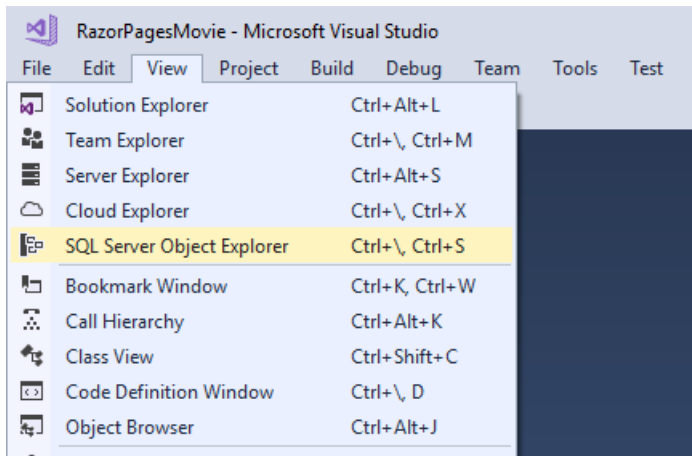 RazorPagesMovie - Microsoft Visual Studio
File Edit View Project Build Debug Team Tools Test
Solution Explorer Ctrl+Alt+L
Team Explorer Ctrl+\, Ctrl+M
Server Explorer Ctrl+Alt+S
Cloud Explorer Ctrl+\, Ctrl+X
SQL Server Object Explorer Ctrl+\, Ctrl+S
Bookmark Window Ctrl+K, Ctrl+W
Call Hierarchy Ctrl+Alt+K
Class View Ctrl+Shift+C
Code Definition Window Ctrl+\, D
Object Browser Ctrl+Alt+J